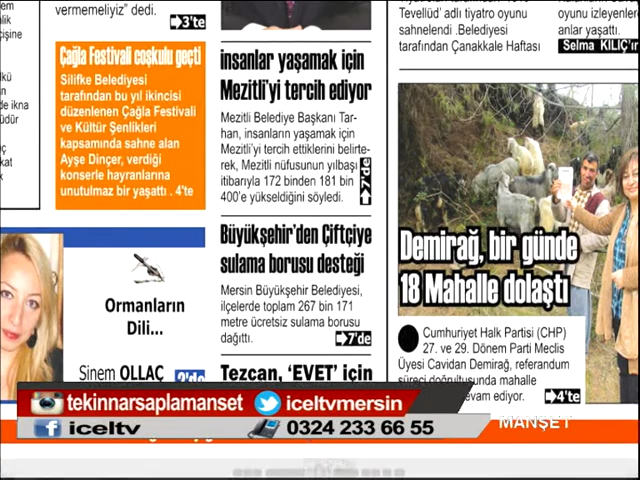 vermemeliyiz” dedi.
3'te
Çağla Festivali coşkulu geçti
Silifke Belediyesi
tarafından bu yıl ikincisi
düzenlenen Çağla Festivali
ve Kültür Şenlikleri
kapsamında sahne alan
Ayşe Dinçer, verdiği
konserle hayranlarına
unutulmaz bir yaşattı . 4'te
Ormanların
Dili...
Sinem OLLAÇ
2'de
insanlar yaşamak için
Mezitli'yi tercih ediyor
Mezitli Belediye Başkanı Tar-
han, insanların yaşamak için
Mezitli'yi tercih ettiklerini belirte-
rek, Mezitli nüfusunun yılbaşı
itibarıyla 172 binden 181 bin
400'e yükseldiğini söyledi.
7'de
Büyükşehir'den Çiftçiye
sulama borusu desteği
Mersin Büyükşehir Belediyesi,
ilçelerde toplam 267 bin 171
metre ücretsiz sulama borusu
dağıttı.
7'de
Tezcan, ‘EVET’ için
Tevellüd’ adlı tiyatro oyunu
sahnelendi .Belediyesi
tarafından Çanakkale Haftası
oyunu izleyenler
anlar yaşattı.
Selma KILIÇ'ın
Demirağ, bir günde
18 Mahalle dolaştı
Cumhuriyet Halk Partisi (CHP)
27. ve 29. Dönem Parti Meclis
Üyesi Cavidan Demirağ, referandum
süreci doğrultusunda mahalle
evam ediyor.
4'te
tekinnarsaplamanset
iceltvmersin
iceltv
0324 233 66 55
MANŞET